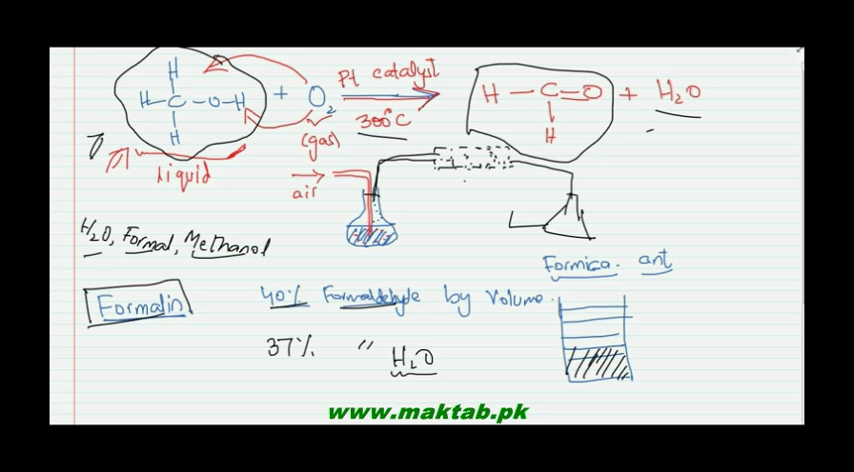 H
H-C-O-H + O2 Pt catalyst H-C=O + H2O
H 300°C H
(gas)
Liquid
air
H2O, Formal, Methanol
Formica. ant
Formalin 40% Formaldehyde by Volume.
37% " H2O
www.maktab.pk